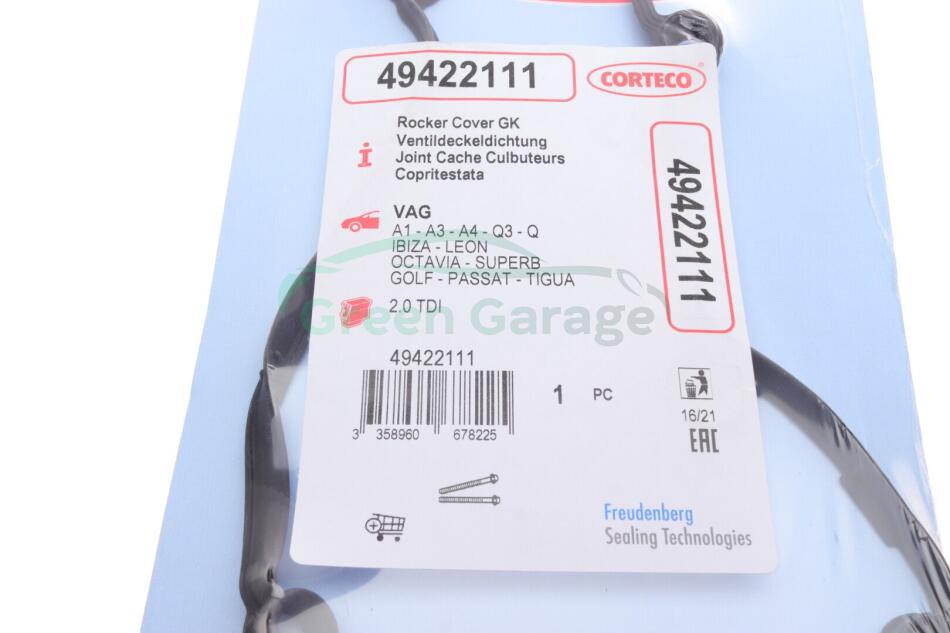 49422111
CORTECO
Rocker Cover GK
Ventildeckeldichtung
Joint Cache Culbuteurs
Copritestata
49422111
VAG
A1 - A3 - A4 - Q3 - Q
IBIZA - LEON
OCTAVIA - SUPERB
GOLF - PASSAT - TIGUA
2.0 TDI
Green Garage
49422111
3 358960 678225
1 PC
16/21
EAC
Freudenberg
Sealing Technologies